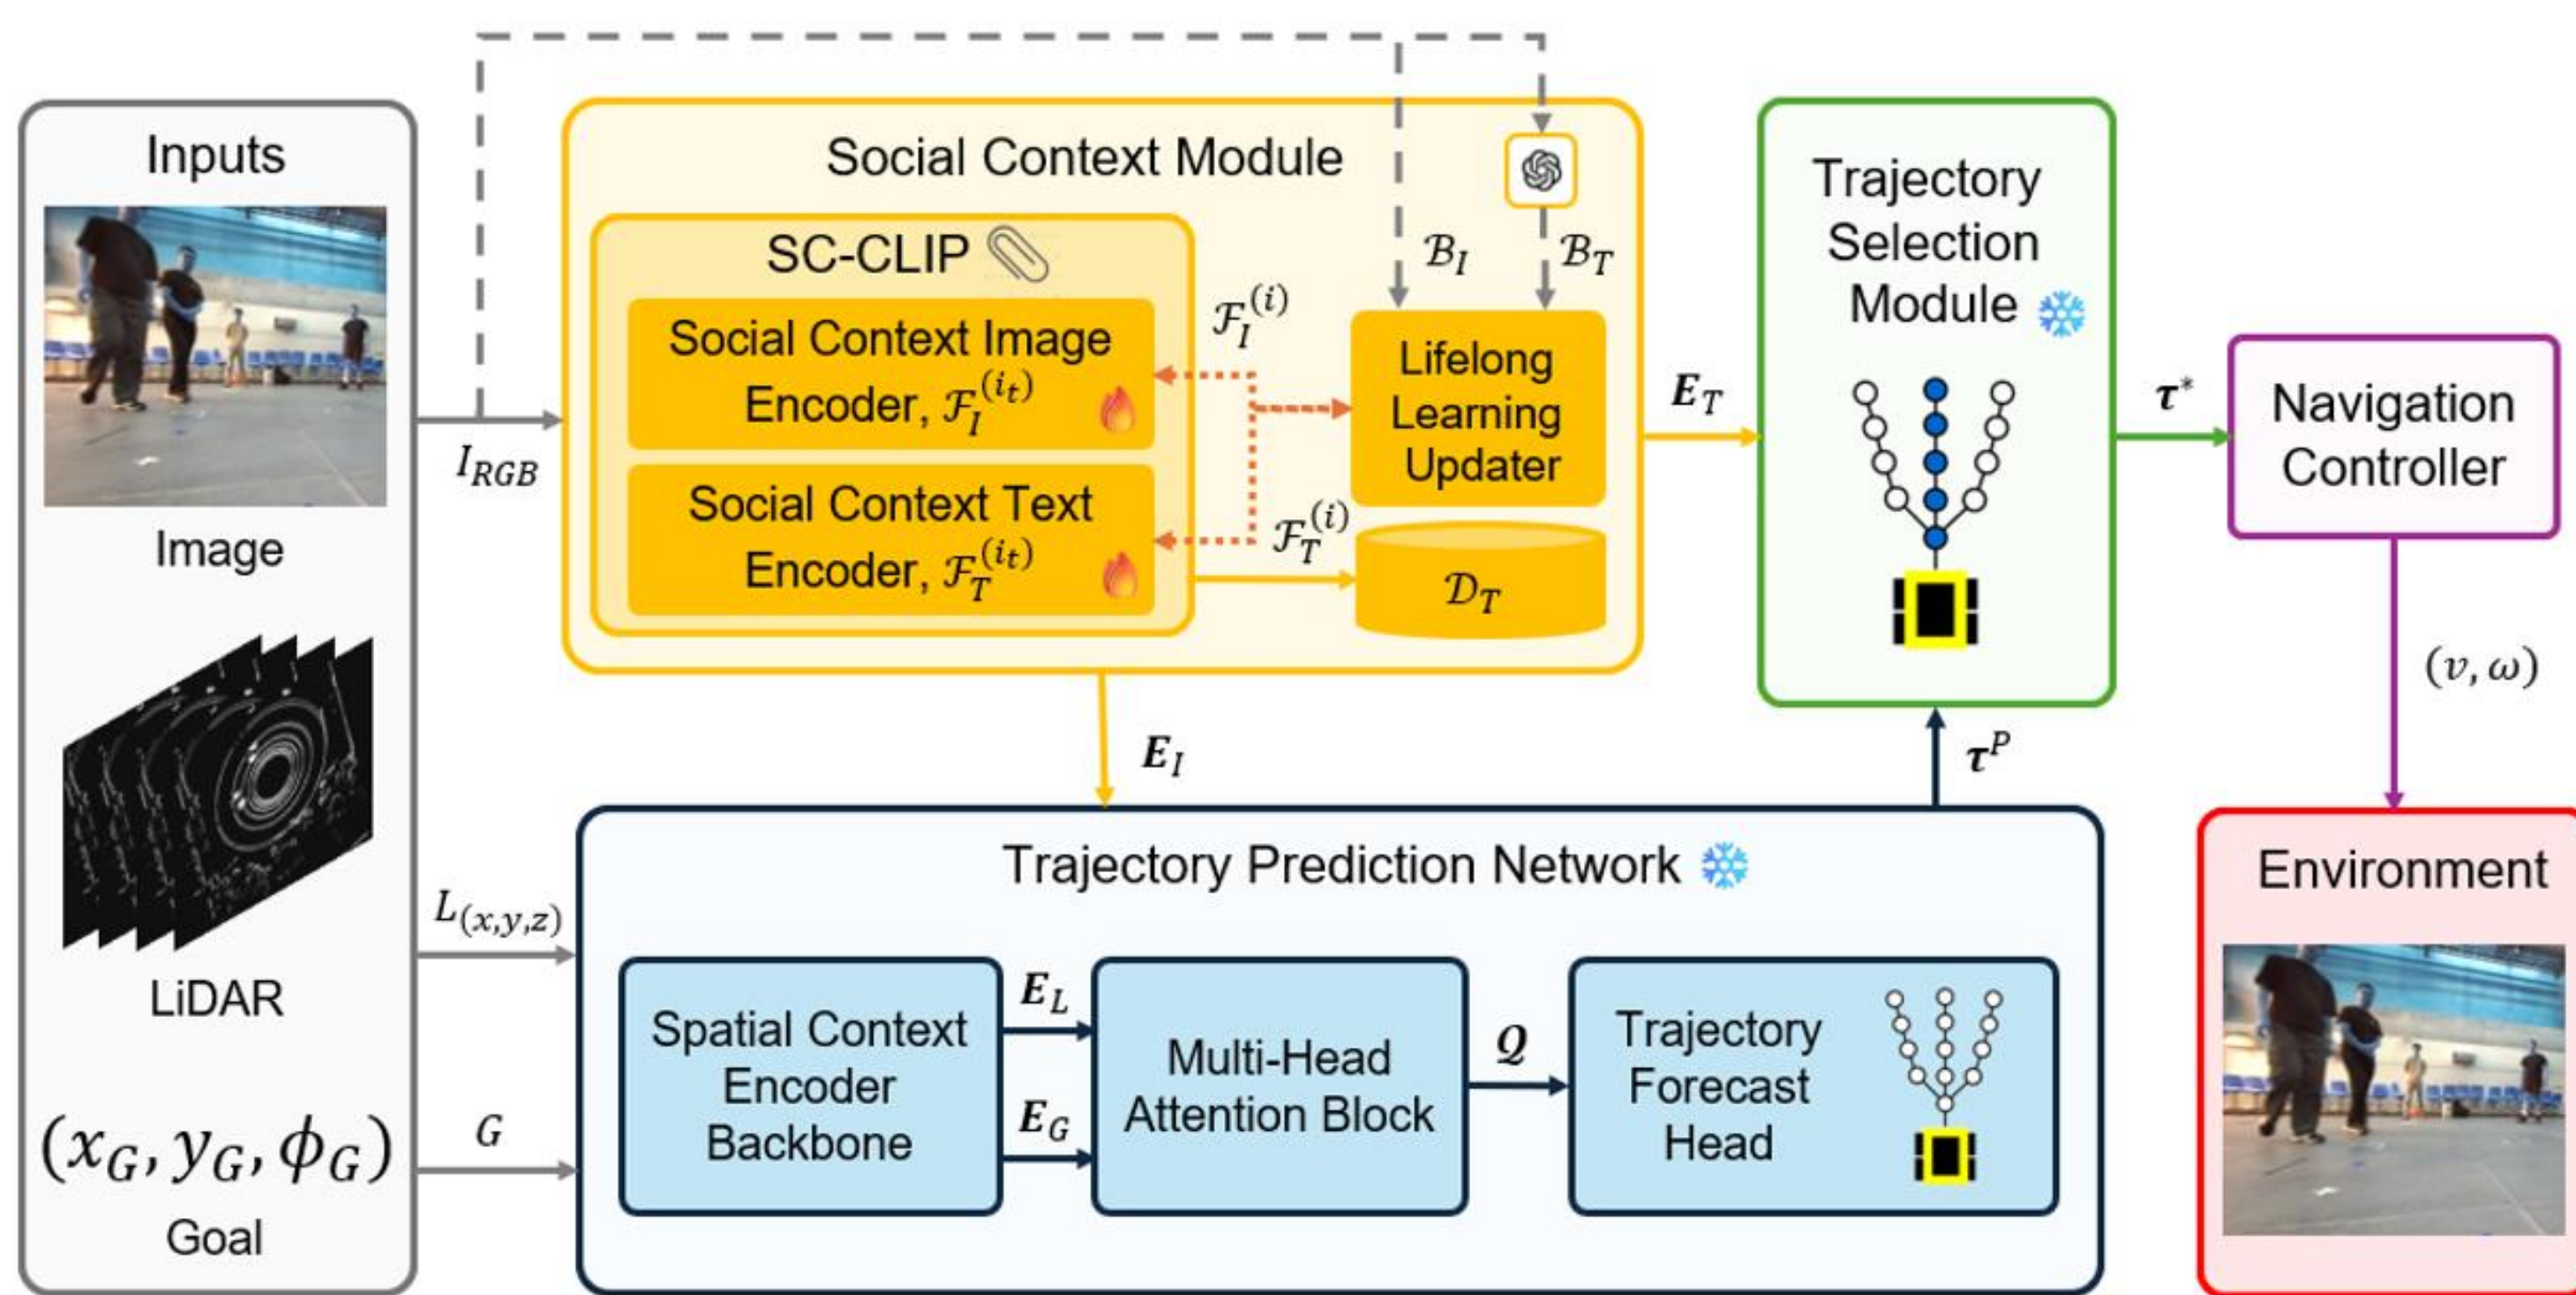 Inputs
Image
LiDAR
(x_G, y_G, ϕ_G)
Goal
I_RGB
L_(x,y,z)
G
Social Context Module
SC-CLIP
Social Context Image
Encoder, ℱ_I^(i_t)
Social Context Text
Encoder, ℱ_T^(i_t)
ℱ_I^(i)
ℱ_T^(i)
ℬ_I
ℬ_T
Lifelong
Learning
Updater
𝒟_T
E_T
E_I
Trajectory
Selection
Module
τ*
τ^P
Navigation
Controller
(v, ω)
Environment
Trajectory Prediction Network
Spatial Context
Encoder
Backbone
E_L
E_G
Multi-Head
Attention Block
Q
Trajectory
Forecast
Head